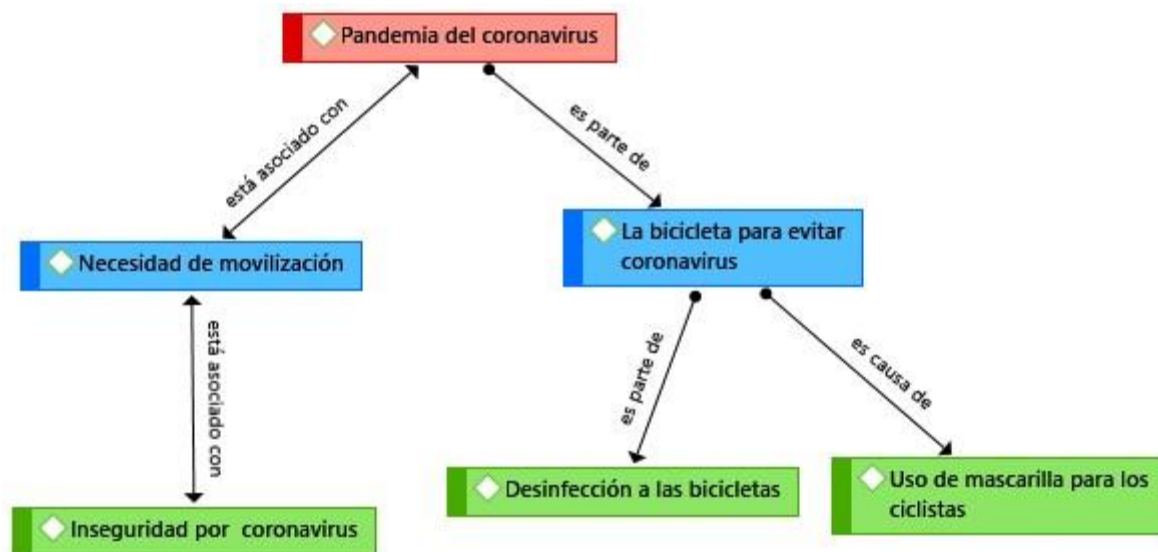 Pandemia del coronavirus
está asociado con
es parte de
Necesidad de movilización
La bicicleta para evitar
coronavirus
está asociado con
es parte de
es causa de
Inseguridad por coronavirus
Desinfección a las bicicletas
Uso de mascarilla para los
ciclistas